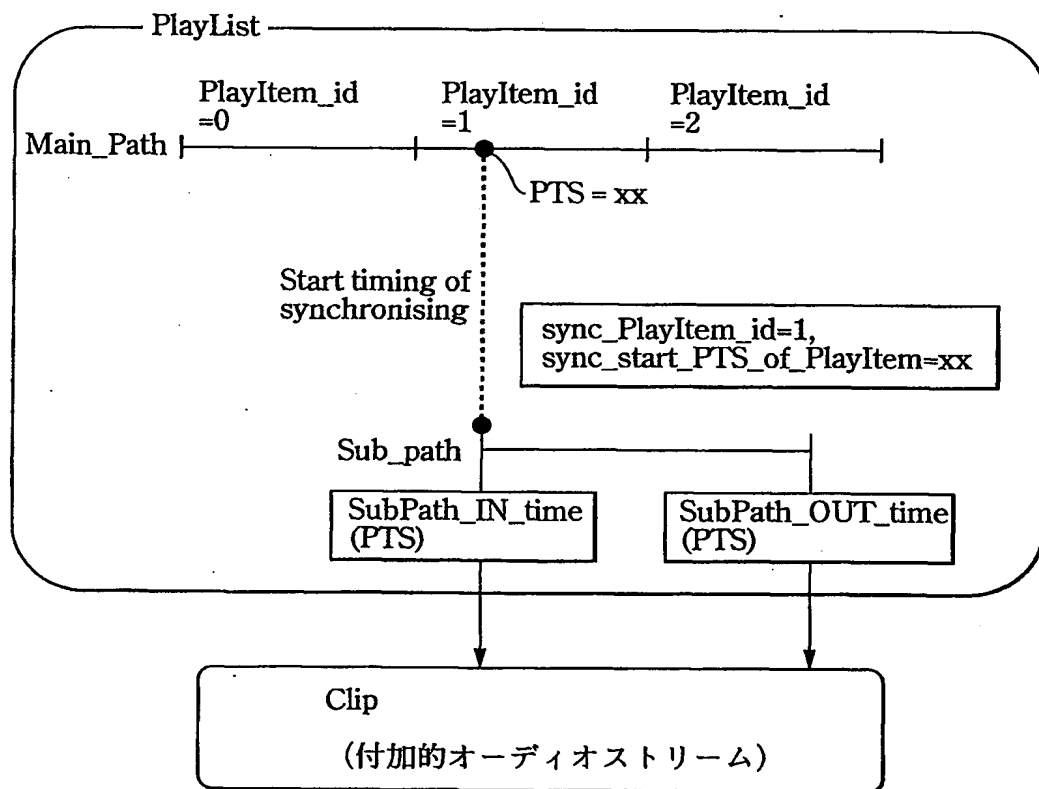 PlayList
PlayItem_id
=0
PlayItem_id
=1
PlayItem_id
=2
Main_Path
PTS = xx
Start timing of
synchronising
sync_PlayItem_id=1,
sync_start_PTS_of_PlayItem=xx
Sub_path
SubPath_IN_time
(PTS)
SubPath_OUT_time
(PTS)
Clip
(付加的オーディオストリーム)